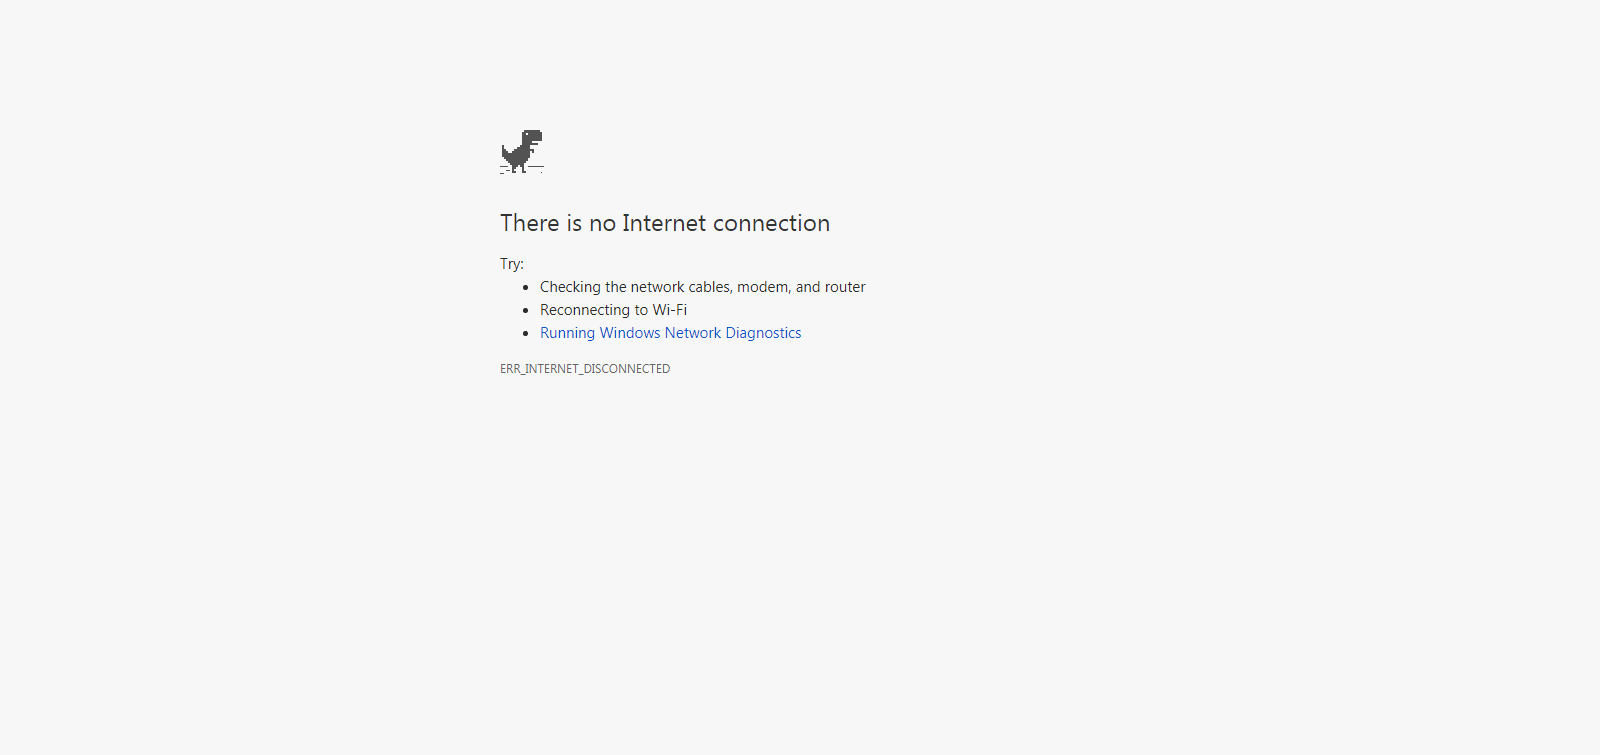 There is no Internet connection
Try:
Checking the network cables, modem, and router
Reconnecting to Wi-Fi
Running Windows Network Diagnostics
ERR_INTERNET_DISCONNECTED